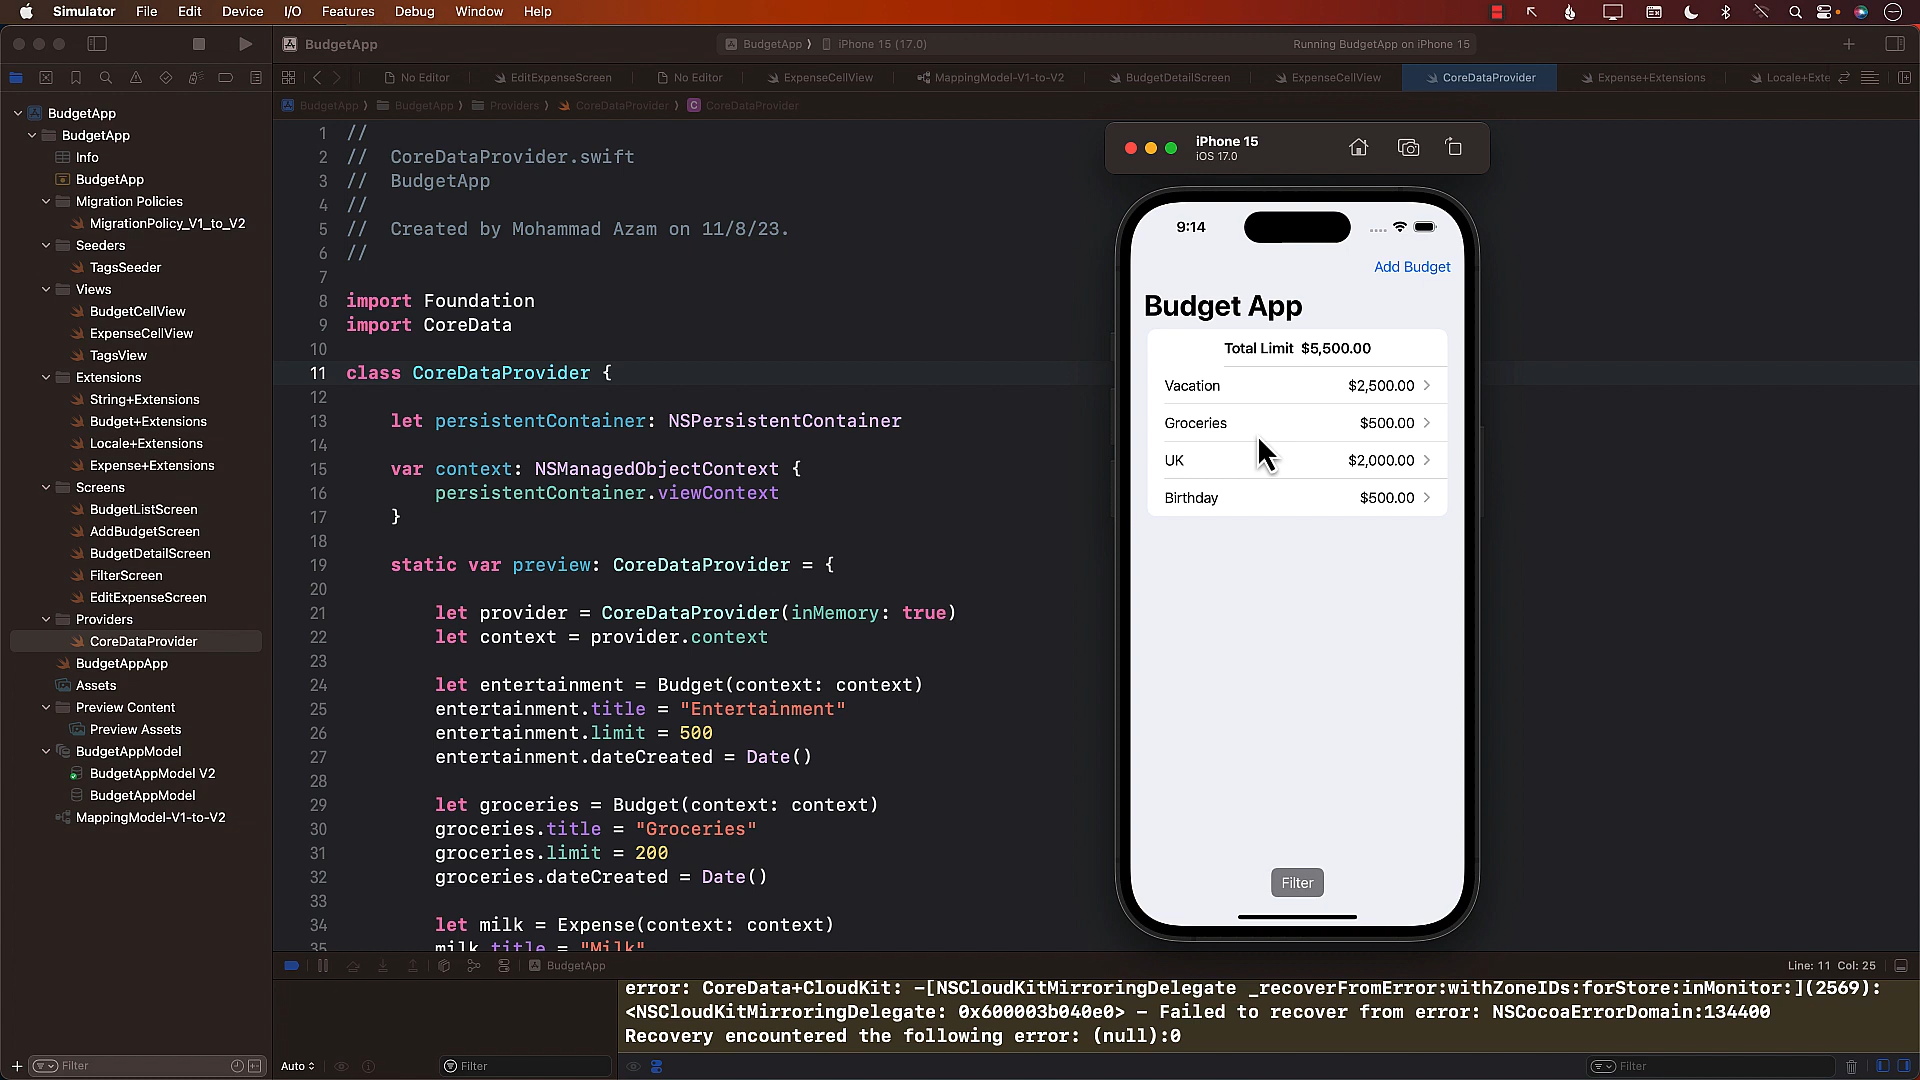 Simulator File Edit Device I/O Features Debug Window Help
BudgetApp
BudgetApp ⟩ iPhone 15 (17.0)
Running BudgetApp on iPhone 15
No Editor
EditExpenseScreen
No Editor
ExpenseCellView
MappingModel-V1-to-V2
BudgetDetailScreen
ExpenseCellView
CoreDataProvider
Expense+Extensions
Locale+Exte
BudgetApp ⟩ BudgetApp ⟩ Providers ⟩ CoreDataProvider ⟩ C CoreDataProvider
BudgetApp
BudgetApp
Info
BudgetApp
Migration Policies
MigrationPolicy_V1_to_V2
Seeders
TagsSeeder
Views
BudgetCellView
ExpenseCellView
TagsView
Extensions
String+Extensions
Budget+Extensions
Locale+Extensions
Expense+Extensions
Screens
BudgetListScreen
AddBudgetScreen
BudgetDetailScreen
FilterScreen
EditExpenseScreen
Providers
CoreDataProvider
BudgetAppApp
Assets
Preview Content
Preview Assets
BudgetAppModel
BudgetAppModel V2
BudgetAppModel
MappingModel-V1-to-V2
Filter
1 //
2 // CoreDataProvider.swift
3 // BudgetApp
4 //
5 // Created by Mohammad Azam on 11/8/23.
6 //
7
8 import Foundation
9 import CoreData
10
11 class CoreDataProvider {
12
13 let persistentContainer: NSPersistentContainer
14
15 var context: NSManagedObjectContext {
16 persistentContainer.viewContext
17 }
18
19 static var preview: CoreDataProvider = {
20
21 let provider = CoreDataProvider(inMemory: true)
22 let context = provider.context
23
24 let entertainment = Budget(context: context)
25 entertainment.title = "Entertainment"
26 entertainment.limit = 500
27 entertainment.dateCreated = Date()
28
29 let groceries = Budget(context: context)
30 groceries.title = "Groceries"
31 groceries.limit = 200
32 groceries.dateCreated = Date()
33
34 let milk = Expense(context: context)
35 milk.title = "Milk"
iPhone 15
iOS 17.0
9:14
Add Budget
Budget App
Total Limit $5,500.00
Vacation $2,500.00
Groceries $500.00
UK $2,000.00
Birthday $500.00
Filter
BudgetApp
Line: 11 Col: 25
error: CoreData+CloudKit: -[NSCloudKitMirroringDelegate _recoverFromError:withZoneIDs:forStore:inMonitor:](2569):
<NSCloudKitMirroringDelegate: 0x600003b040e0> - Failed to recover from error: NSCocoaErrorDomain:134400
Recovery encountered the following error: (null):0
Auto
Filter
Filter